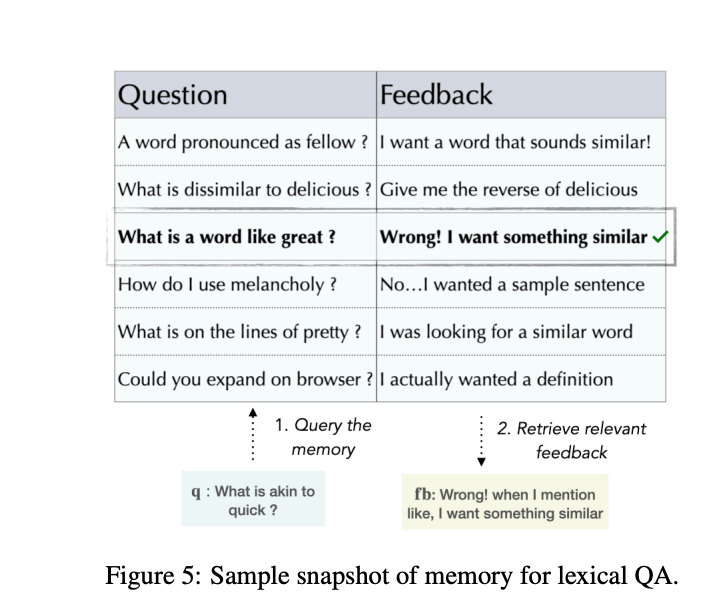 Question Feedback
A word pronounced as fellow ? I want a word that sounds similar!
What is dissimilar to delicious ? Give me the reverse of delicious
What is a word like great ? Wrong! I want something similar ✓
How do I use melancholy ? No...I wanted a sample sentence
What is on the lines of pretty ? I was looking for a similar word
Could you expand on browser ? I actually wanted a definition
1. Query the
memory
2. Retrieve relevant
feedback
q : What is akin to
quick ?
fb: Wrong! when I mention
like, I want something similar
Figure 5: Sample snapshot of memory for lexical QA.